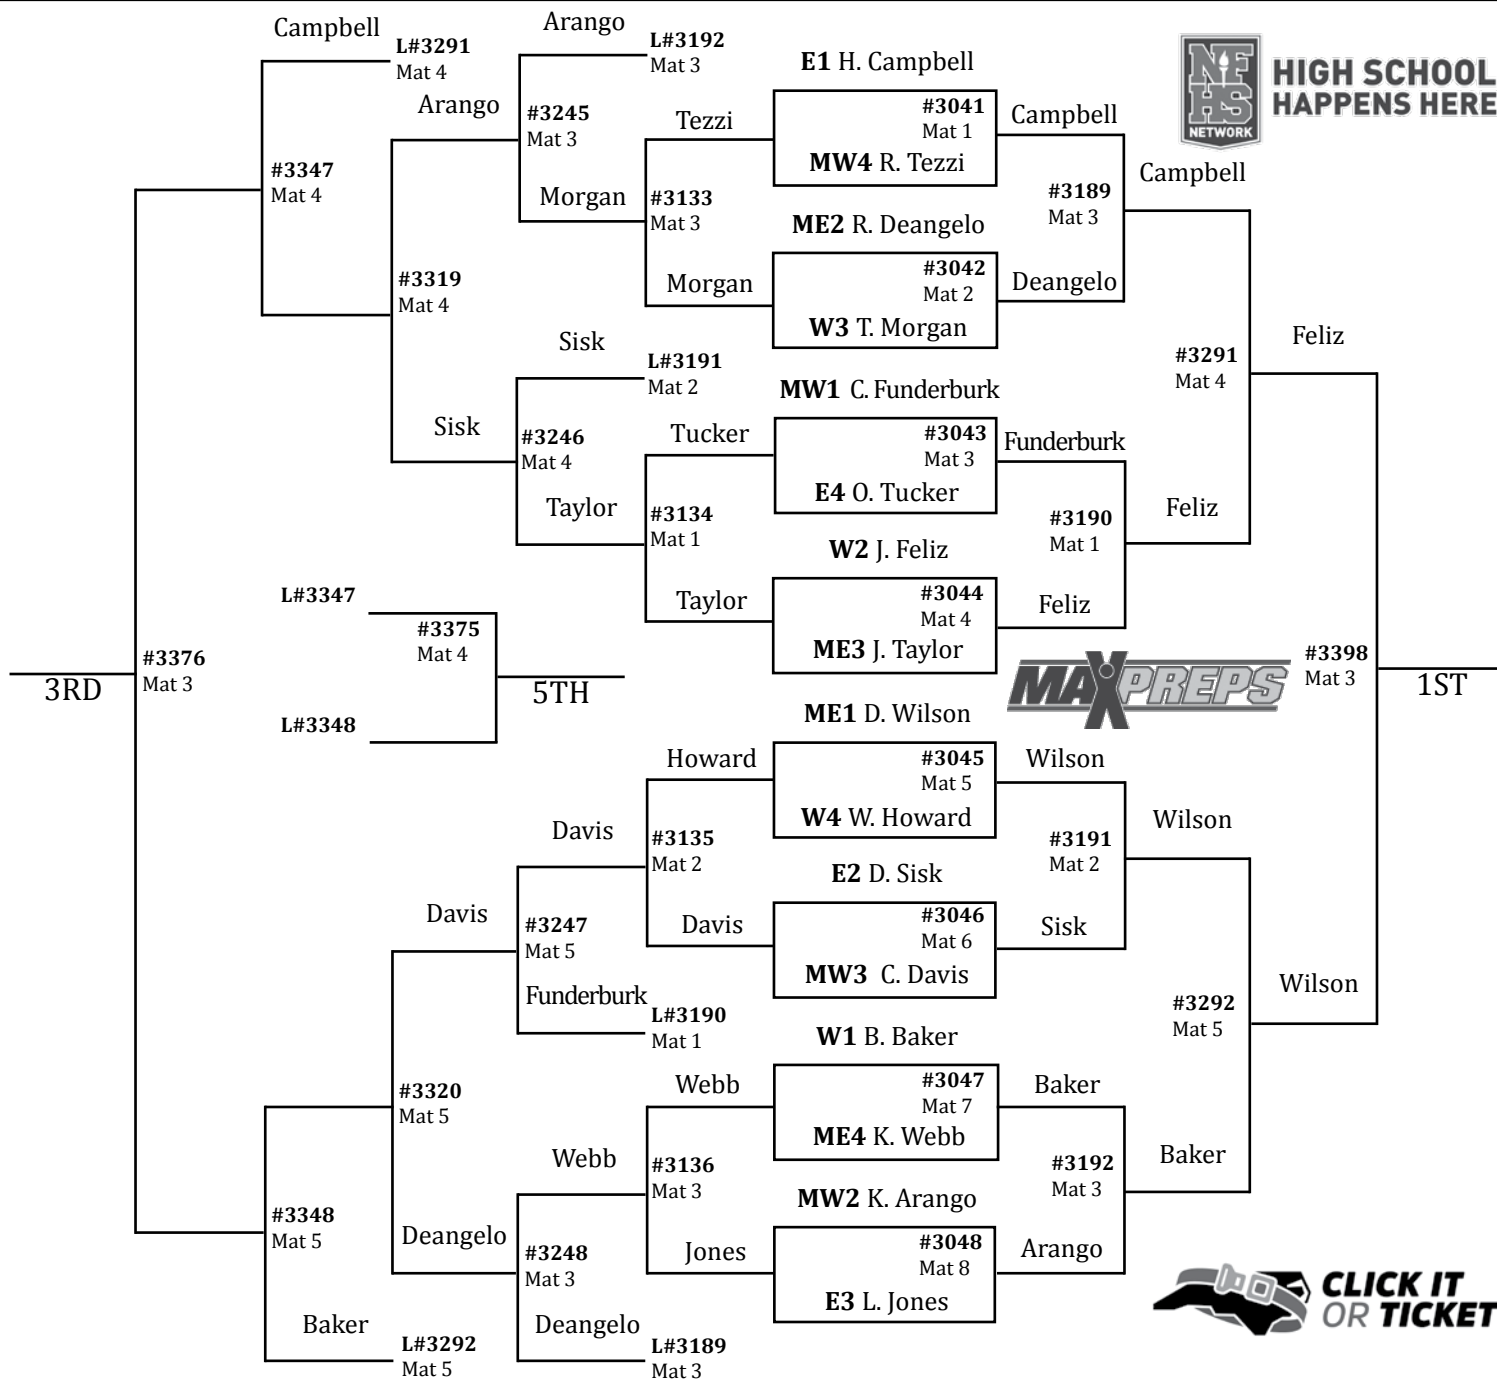 Campbell
L#3291
Mat 4
#3347
Mat 4
Arango
Arango
L#3192
Mat 3
#3245
Mat 3
Tezzi
Morgan
#3133
Mat 3
#3319
Mat 4
Morgan
Sisk
L#3191
Mat 2
Sisk
#3246
Mat 4
Tucker
Taylor
#3134
Mat 1
Taylor
E1 H. Campbell
#3041
Mat 1
MW4 R. Tezzi
ME2 R. Deangelo
#3042
Mat 2
W3 T. Morgan
MW1 C. Funderburk
#3043
Mat 3
E4 O. Tucker
W2 J. Feliz
#3044
Mat 4
ME3 J. Taylor
Campbell
#3189
Mat 3
Deangelo
Campbell
Funderburk
#3190
Mat 1
Feliz
Feliz
#3291
Mat 4
Feliz
NFHS
NETWORK
HIGH SCHOOL
HAPPENS HERE
L#3347
#3375
Mat 4
L#3348
5TH
#3376
Mat 3
3RD
MAXPREPS
#3398
Mat 3
1ST
ME1 D. Wilson
#3045
Mat 5
W4 W. Howard
E2 D. Sisk
#3046
Mat 6
MW3 C. Davis
W1 B. Baker
#3047
Mat 7
ME4 K. Webb
MW2 K. Arango
#3048
Mat 8
E3 L. Jones
Howard
Davis
#3135
Mat 2
Davis
Davis
#3247
Mat 5
Funderburk
L#3190
Mat 1
#3320
Mat 5
Webb
Webb
#3136
Mat 3
Jones
Deangelo
#3248
Mat 3
Deangelo
L#3189
Mat 3
#3348
Mat 5
Baker
L#3292
Mat 5
Wilson
#3191
Mat 2
Sisk
Wilson
#3292
Mat 5
Wilson
Baker
#3192
Mat 3
Arango
Baker
CLICK IT
OR TICKET